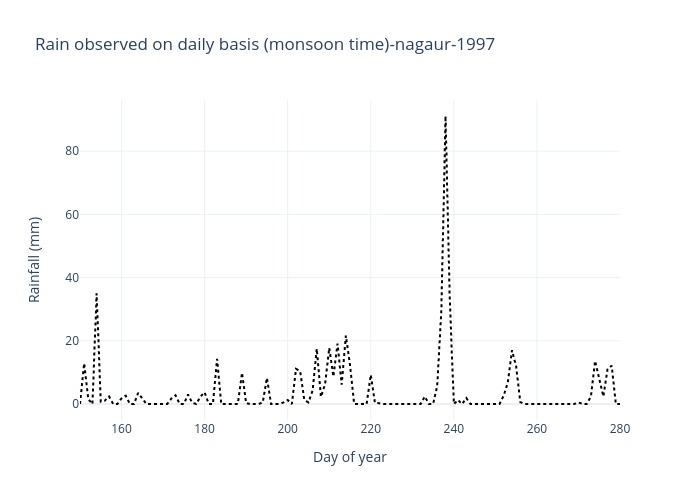 Rain observed on daily basis (monsoon time)-nagaur-1997
Rainfall (mm)
80
60
40
20
0
160 180 200 220 240 260 280
Day of year